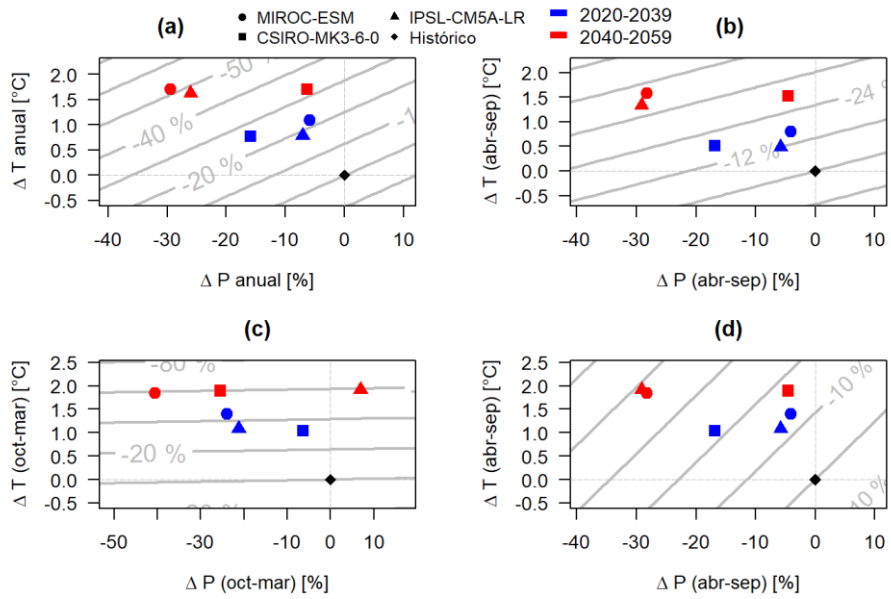 (a)
MIROC-ESM
CSIRO-MK3-6-0
IPSL-CM5A-LR
Histórico
(b)
2020-2039
2040-2059
Δ T anual [°C]
2.0
1.5
1.0
0.5
0.0
-0.5
-50 %
-40 %
-20 %
-40 -30 -20 -10 0 10
Δ P anual [%]
Δ T (abr-sep) [°C]
2.0
1.5
1.0
0.5
0.0
-0.5
-24 %
-12 %
-40 -30 -20 -10 0 10
Δ P (abr-sep) [%]
(c)
Δ T (oct-mar) [°C]
2.5
2.0
1.5
1.0
0.5
0.0
-0.5
-80 %
-20 %
-50 -40 -30 -20 -10 0 10
Δ P (oct-mar) [%]
(d)
Δ T (abr-sep) [°C]
2.5
2.0
1.5
1.0
0.5
0.0
-0.5
-10 %
10 %
-40 -30 -20 -10 0 10
Δ P (abr-sep) [%]